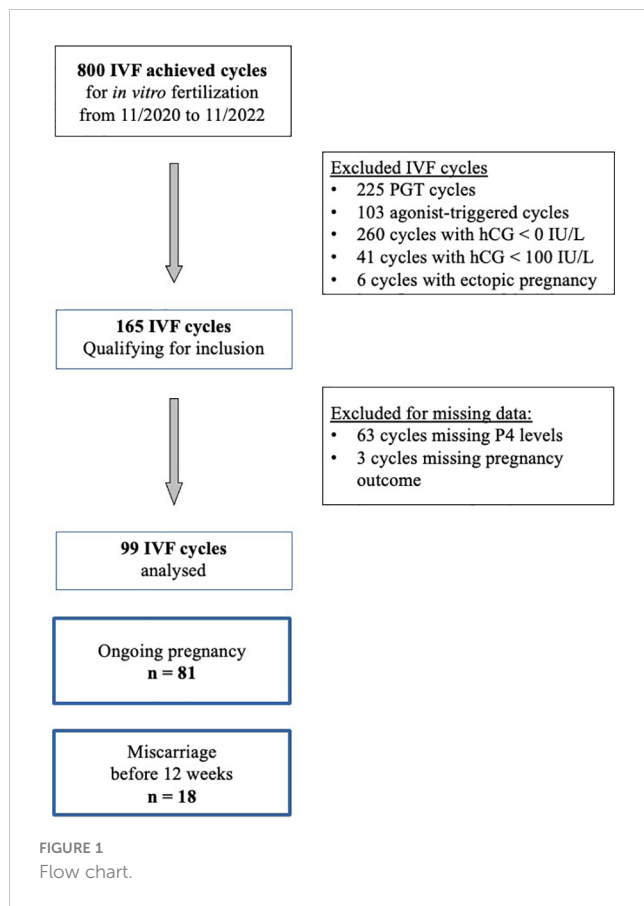 800 IVF achieved cycles
for in vitro fertilization
from 11/2020 to 11/2022
Excluded IVF cycles
• 225 PGT cycles
• 103 agonist-triggered cycles
• 260 cycles with hCG < 0 IU/L
• 41 cycles with hCG < 100 IU/L
• 6 cycles with ectopic pregnancy
165 IVF cycles
Qualifying for inclusion
Excluded for missing data:
• 63 cycles missing P4 levels
• 3 cycles missing pregnancy
outcome
99 IVF cycles
analysed
Ongoing pregnancy
n = 81
Miscarriage
before 12 weeks
n = 18
FIGURE 1
Flow chart.